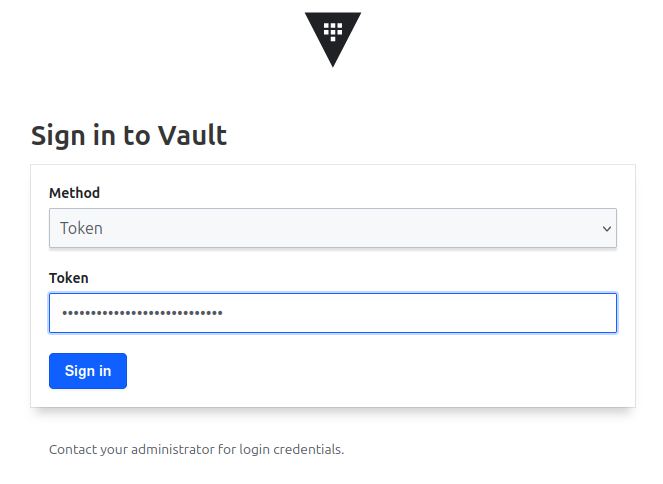 Sign in to Vault
Method
Token
Token
••••••••••••••••••••••••••••
Sign in
Contact your administrator for login credentials.